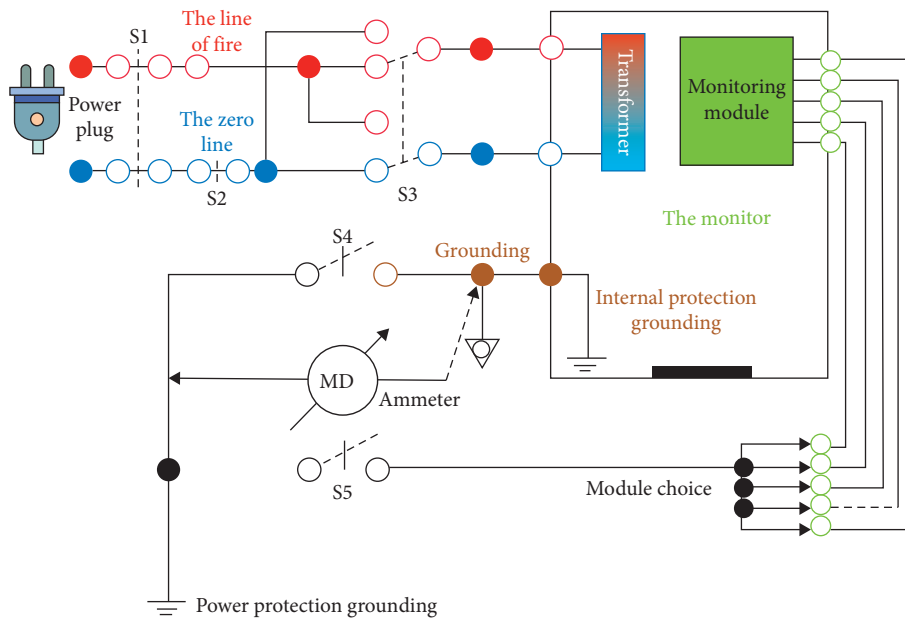 S1
The line
of fire
Power
plug
The zero
line
S2
S3
Transformer
Monitoring
module
The monitor
S4
Grounding
Internal protection
grounding
MD
Ammeter
S5
Module choice
Power protection grounding